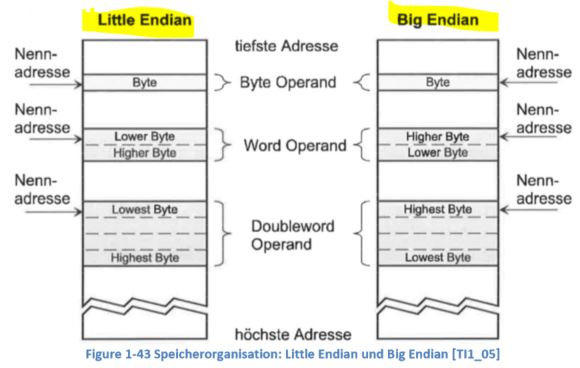 Little Endian
Big Endian
tiefste Adresse
Nenn-
adresse
Byte
Byte Operand
Byte
Nenn-
adresse
Nenn-
adresse
Lower Byte
Higher Byte
Word Operand
Higher Byte
Lower Byte
Nenn-
adresse
Nenn-
adresse
Lowest Byte
Highest Byte
Doubleword
Operand
Highest Byte
Lowest Byte
Nenn-
adresse
höchste Adresse
Figure 1-43 Speicherorganisation: Little Endian und Big Endian [TI1_05]